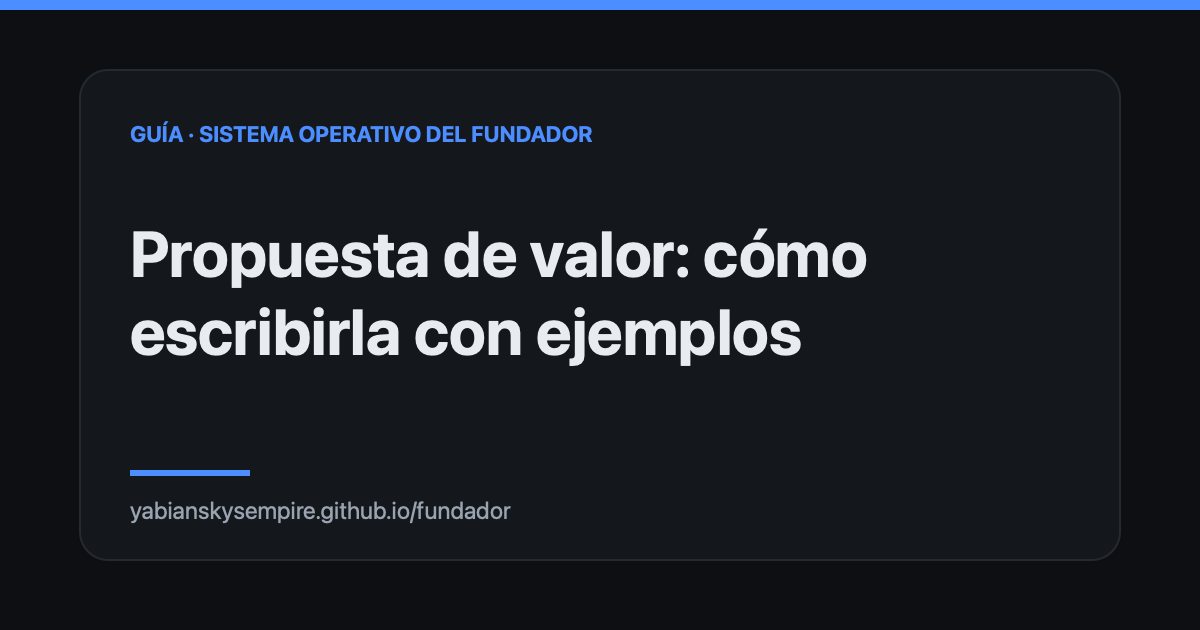 GUÍA · SISTEMA OPERATIVO DEL FUNDADOR
Propuesta de valor: cómo
escribirla con ejemplos
yabianskysempire.github.io/fundador